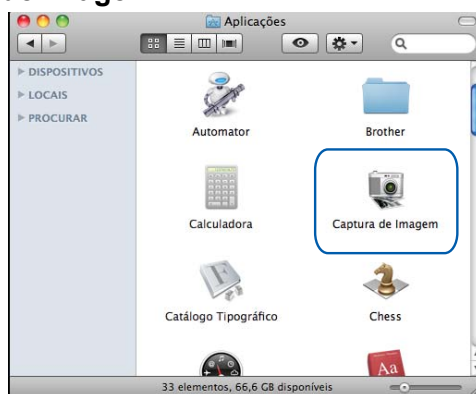 Aplicações
DISPOSITIVOS
LOCAIS
PROCURAR
Automator
Brother
Calculadora
Captura de Imagem
Catálogo Tipográfico
Chess
Aa
33 elementos, 66,6 GB disponíveis